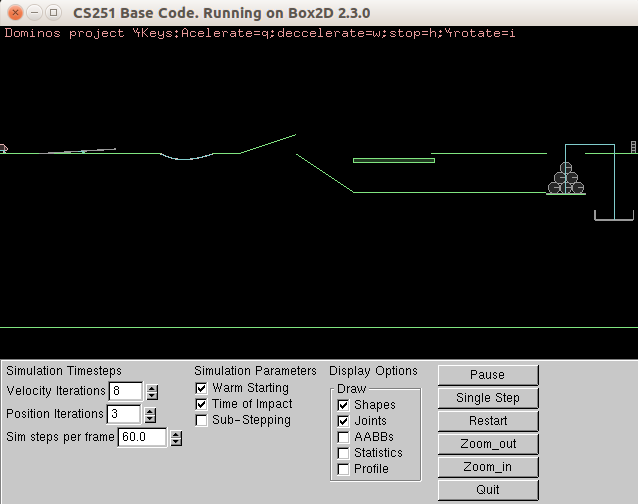 CS251 Base Code. Running on Box2D 2.3.0
Dominos project \/Keys:Acelerate=q;deccelerate=w;stop=h;\/rotate=i
Simulation Timesteps
Velocity Iterations 8
Position Iterations 3
Sim steps per frame 60.0
Simulation Parameters
Warm Starting
Time of Impact
Sub-Stepping
Display Options
Draw
Shapes
Joints
AABBs
Statistics
Profile
Pause
Single Step
Restart
Zoom_out
Zoom_in
Quit